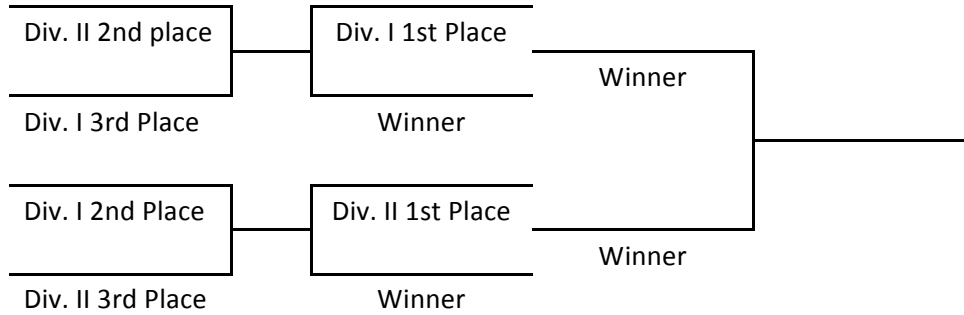 Div. II 2nd place
Div. I 1st Place
Winner
Div. I 3rd Place
Winner
Div. I 2nd Place
Div. II 1st Place
Winner
Div. II 3rd Place
Winner